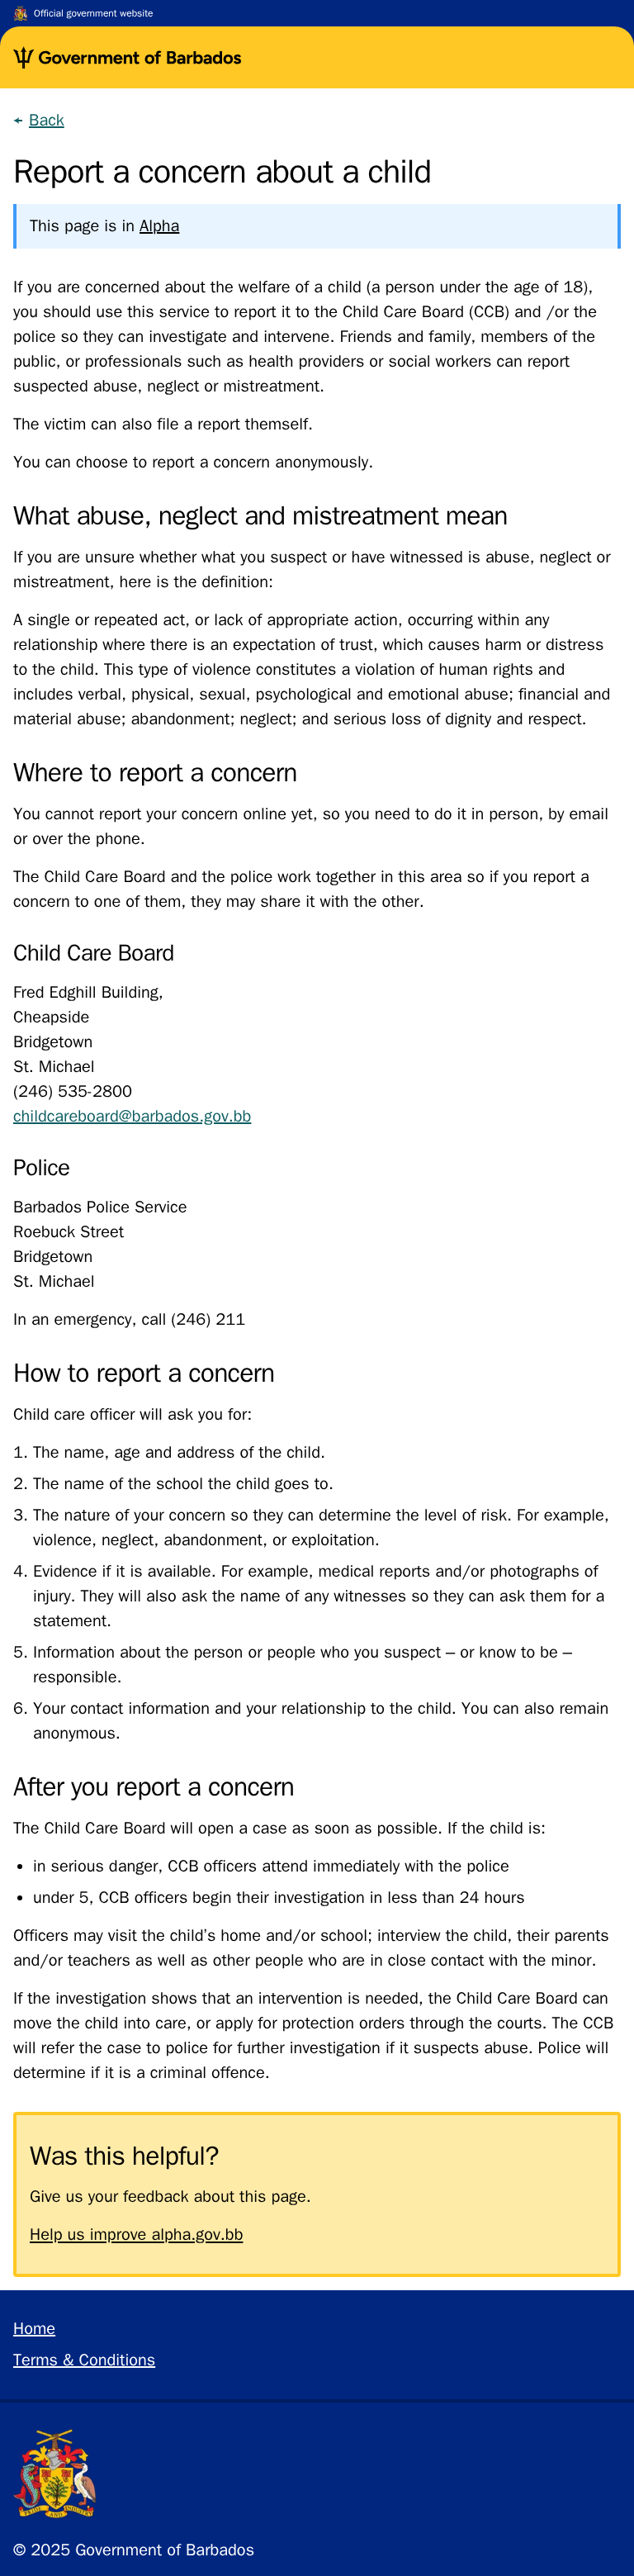 Official government website
Government of Barbados
Back
Report a concern about a child
This page is in Alpha
If you are concerned about the welfare of a child (a person under the age of 18),
you should use this service to report it to the Child Care Board (CCB) and /or the
police so they can investigate and intervene. Friends and family, members of the
public, or professionals such as health providers or social workers can report
suspected abuse, neglect or mistreatment.
The victim can also file a report themself.
You can choose to report a concern anonymously.
What abuse, neglect and mistreatment mean
If you are unsure whether what you suspect or have witnessed is abuse, neglect or
mistreatment, here is the definition:
A single or repeated act, or lack of appropriate action, occurring within any
relationship where there is an expectation of trust, which causes harm or distress
to the child. This type of violence constitutes a violation of human rights and
includes verbal, physical, sexual, psychological and emotional abuse; financial and
material abuse; abandonment; neglect; and serious loss of dignity and respect.
Where to report a concern
You cannot report your concern online yet, so you need to do it in person, by email
or over the phone.
The Child Care Board and the police work together in this area so if you report a
concern to one of them, they may share it with the other.
Child Care Board
Fred Edghill Building,
Cheapside
Bridgetown
St. Michael
(246) 535-2800
childcareboard@barbados.gov.bb
Police
Barbados Police Service
Roebuck Street
Bridgetown
St. Michael
In an emergency, call (246) 211
How to report a concern
Child care officer will ask you for:
1. The name, age and address of the child.
2. The name of the school the child goes to.
3. The nature of your concern so they can determine the level of risk. For example,
violence, neglect, abandonment, or exploitation.
4. Evidence if it is available. For example, medical reports and/or photographs of
injury. They will also ask the name of any witnesses so they can ask them for a
statement.
5. Information about the person or people who you suspect – or know to be –
responsible.
6. Your contact information and your relationship to the child. You can also remain
anonymous.
After you report a concern
The Child Care Board will open a case as soon as possible. If the child is:
• in serious danger, CCB officers attend immediately with the police
• under 5, CCB officers begin their investigation in less than 24 hours
Officers may visit the child's home and/or school; interview the child, their parents
and/or teachers as well as other people who are in close contact with the minor.
If the investigation shows that an intervention is needed, the Child Care Board can
move the child into care, or apply for protection orders through the courts. The CCB
will refer the case to police for further investigation if it suspects abuse. Police will
determine if it is a criminal offence.
Was this helpful?
Give us your feedback about this page.
Help us improve alpha.gov.bb
Home
Terms & Conditions
PRIDE AND INDUSTRY
© 2025 Government of Barbados